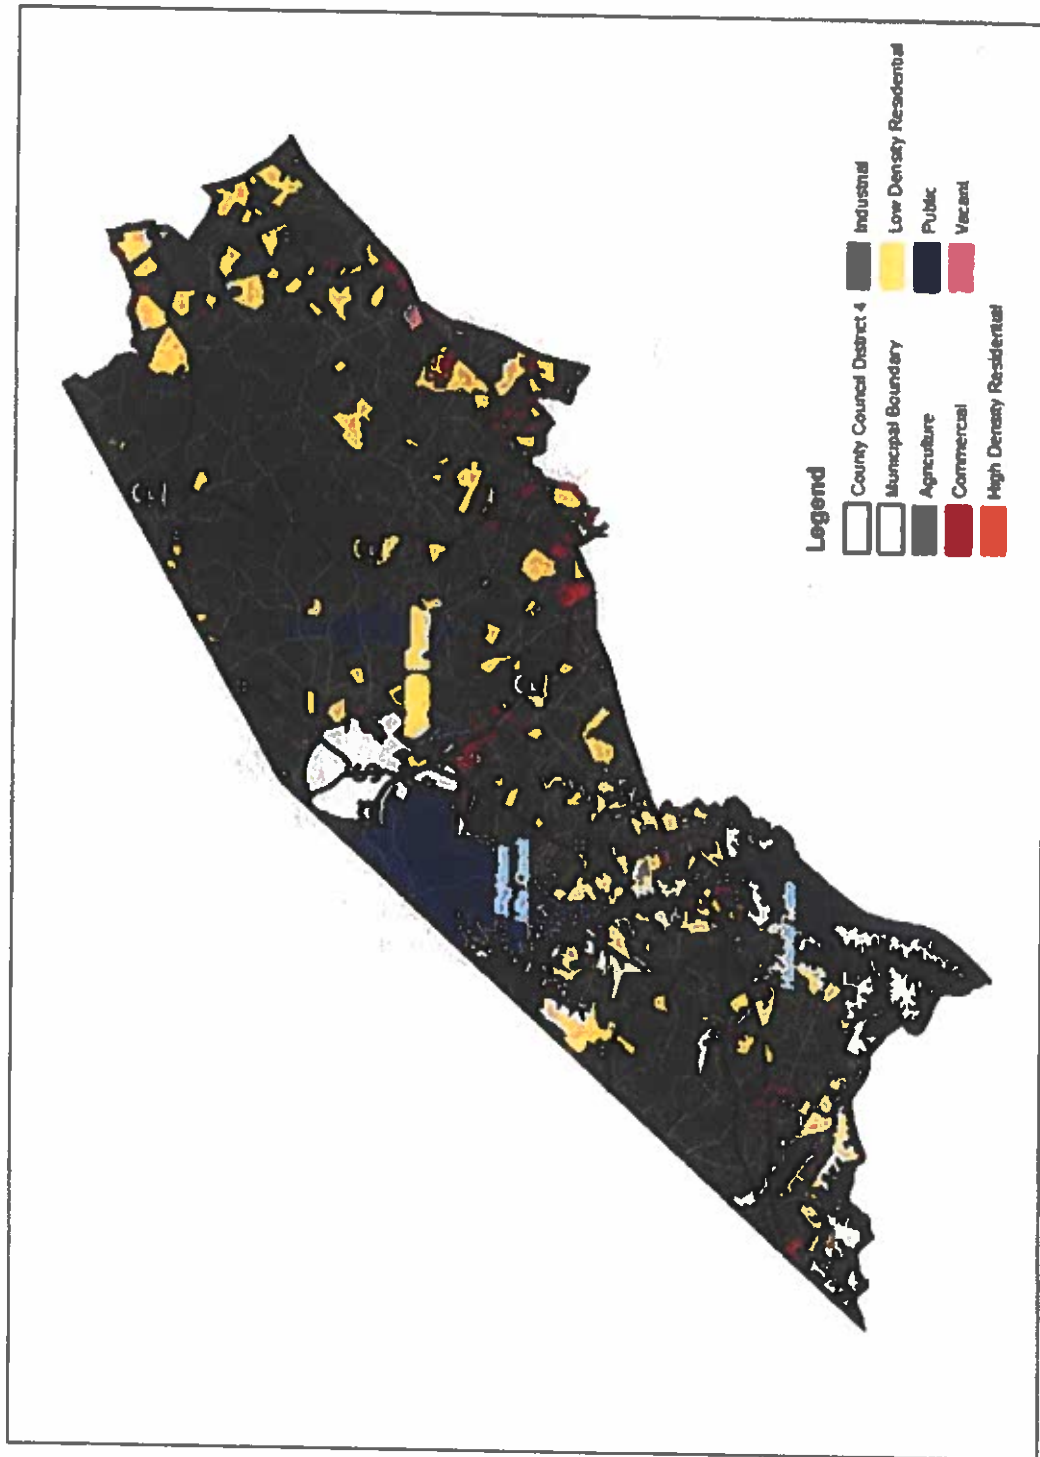 Legend
County Council District 4
Municipal Boundary
Agriculture
Commercial
High Density Residential
Industrial
Low Density Residential
Public
Vacant